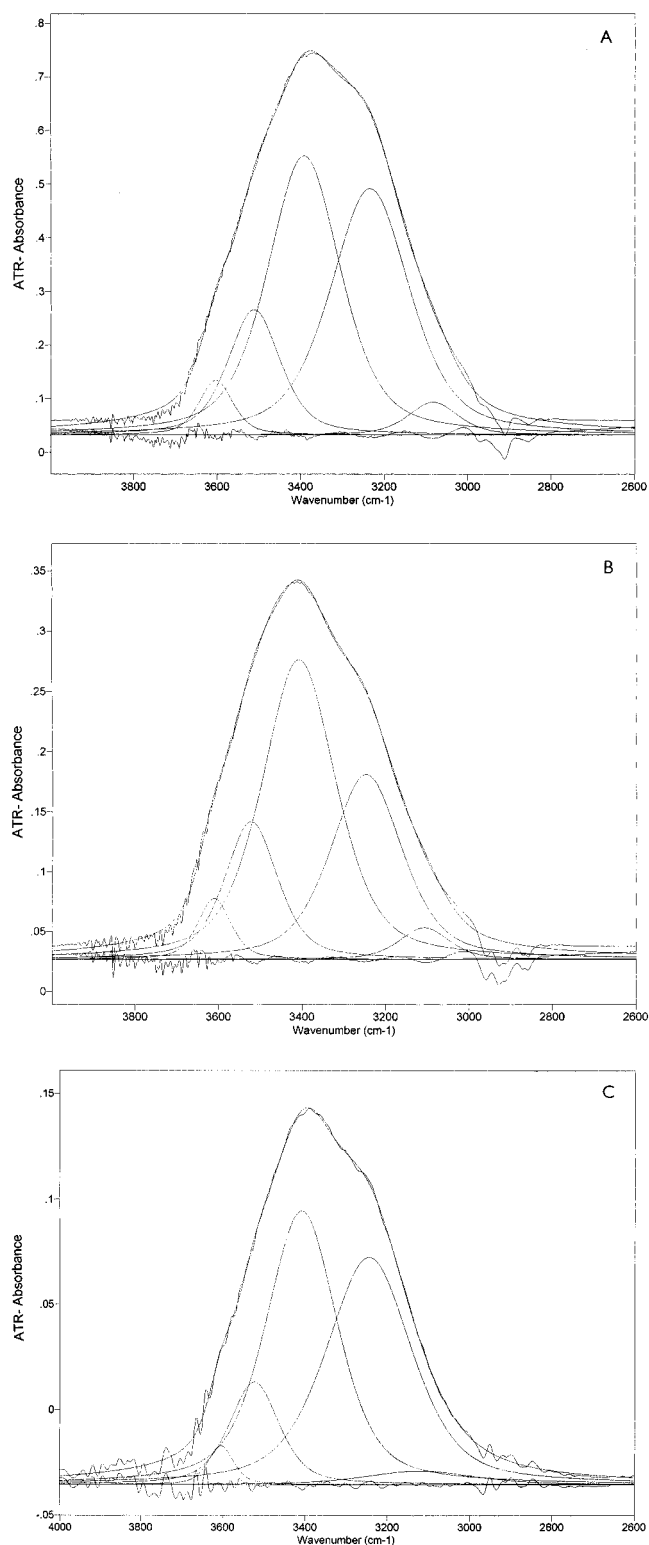 A
.8
.7
.6
.5
.4
.3
.2
.1
0
ATR- Absorbance
3800 3600 3400 3200 3000 2800 2600
Wavenumber (cm-1)
B
.35
.3
.25
.2
.15
.1
.05
0
ATR- Absorbance
3800 3600 3400 3200 3000 2800 2600
Wavenumber (cm-1)
C
.15
.1
.05
0
-.05
ATR- Absorbance
4000 3800 3600 3400 3200 3000 2800 2600
Wavenumber (cm-1)